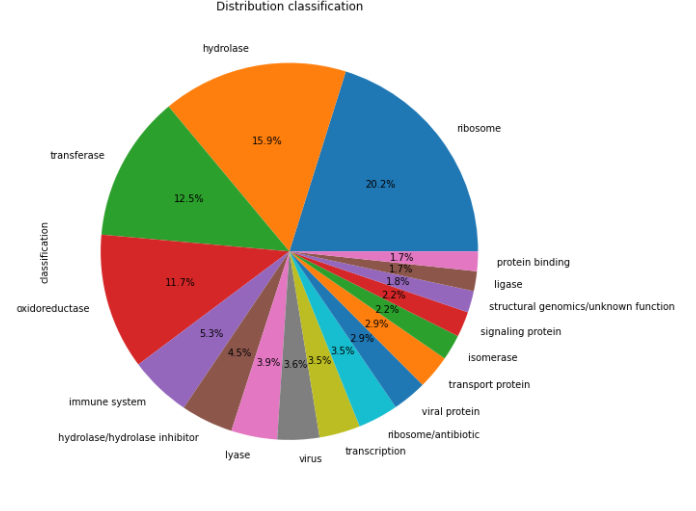 Distribution classification
hydrolase
ribosome
15.9%
transferase
20.2%
12.5%
classification
1.7%
protein binding
1.7%
ligase
11.7%
1.8%
structural genomics/unknown function
2.2%
oxidoreductase
2.2%
signaling protein
2.9%
5.3%
2.9%
isomerase
4.5%
3.5%
3.9%
3.6%
3.5%
transport protein
immune system
viral protein
hydrolase/hydrolase inhibitor
ribosome/antibiotic
lyase
virus
transcription